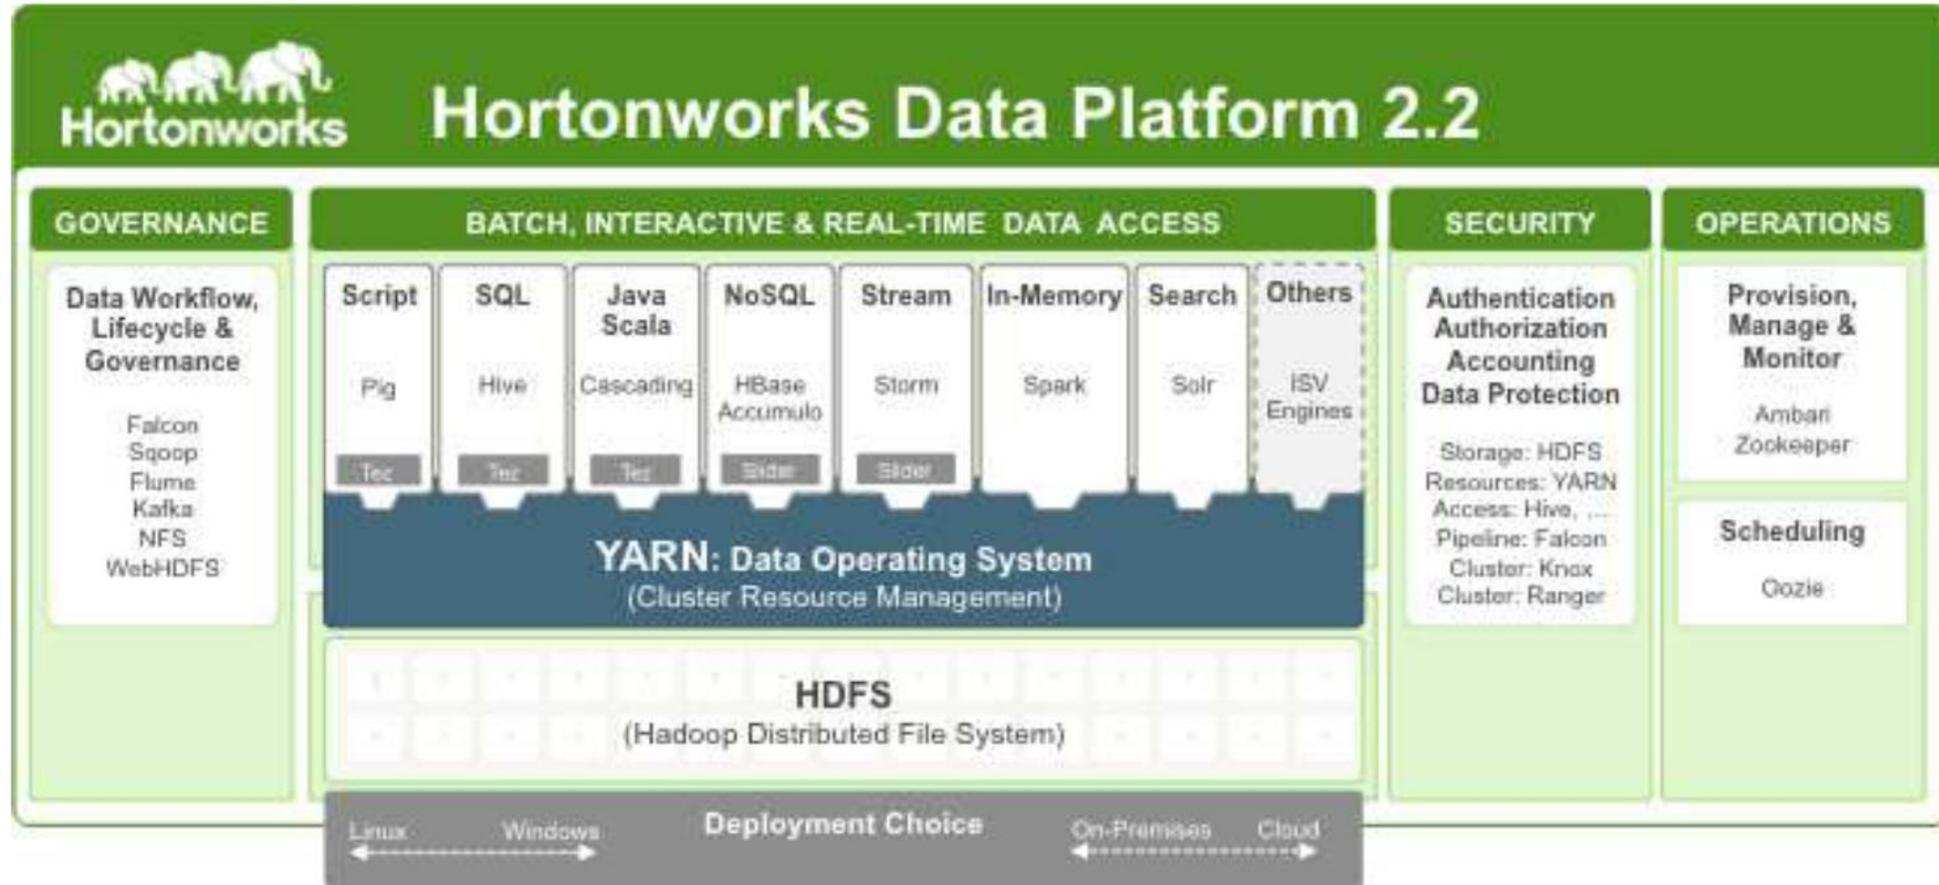 Hortonworks
Hortonworks Data Platform 2.2
GOVERNANCE
Data Workflow,
Lifecycle &
Governance
Falcon
Sqoop
Flume
Kafka
NFS
WebHDFS
BATCH, INTERACTIVE & REAL-TIME DATA ACCESS
Script
Pig
Tez
SQL
Hive
Tez
Java
Scala
Cascading
Tez
NoSQL
HBase
Accumulo
Slider
Stream
Storm
Slider
In-Memory
Spark
Search
Solr
Others
ISV
Engines
YARN: Data Operating System
(Cluster Resource Management)
HDFS
(Hadoop Distributed File System)
Deployment Choice
Linux
Windows
On-Premises
Cloud
SECURITY
Authentication
Authorization
Accounting
Data Protection
Storage: HDFS
Resources: YARN
Access: Hive, ...
Pipeline: Falcon
Cluster: Knox
Cluster: Ranger
OPERATIONS
Provision,
Manage &
Monitor
Ambari
Zookeeper
Scheduling
Oozie